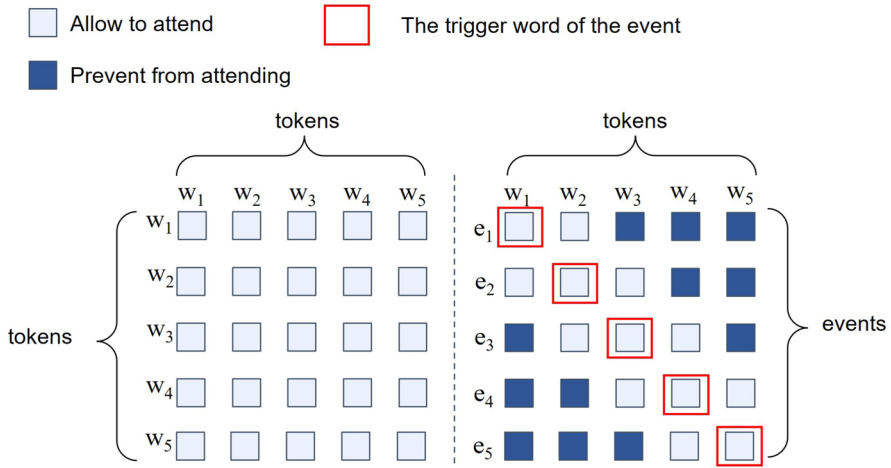 Allow to attend
The trigger word of the event
Prevent from attending
tokens
tokens
w1 w2 w3 w4 w5
w1 w2 w3 w4 w5
w1
w2
w3
w4
w5
tokens
e1
e2
e3
e4
e5
events